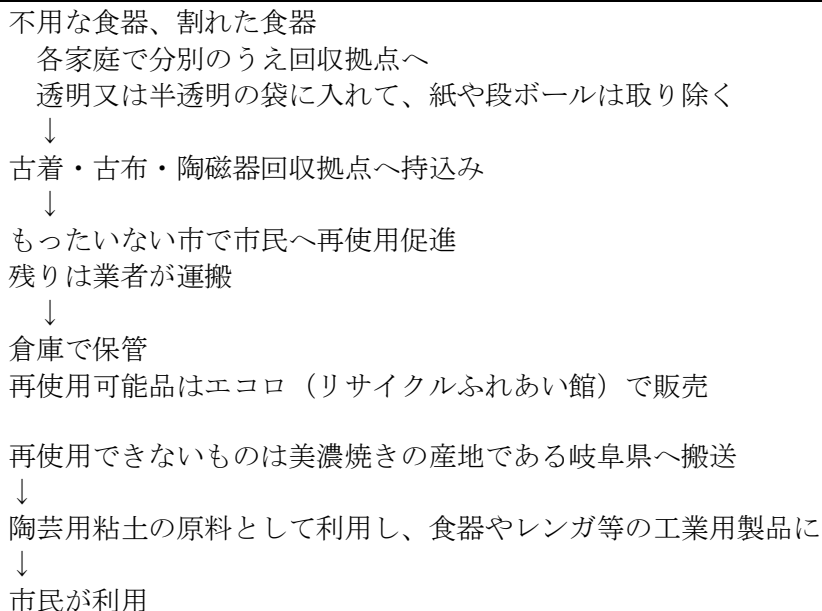 不用な食器、割れた食器
各家庭で分別のうえ回収拠点へ
透明又は半透明の袋に入れて、紙や段ボールは取り除く
↓
古着・古布・陶磁器回収拠点へ持込み
↓
もったいない市で市民へ再使用促進
残りは業者が運搬
↓
倉庫で保管
再使用可能品はエコロ（リサイクルふれあい館）で販売
再使用できないものは美濃焼きの産地である岐阜県へ搬送
↓
陶芸用粘土の原料として利用し、食器やレンガ等の工業用製品に
↓
市民が利用